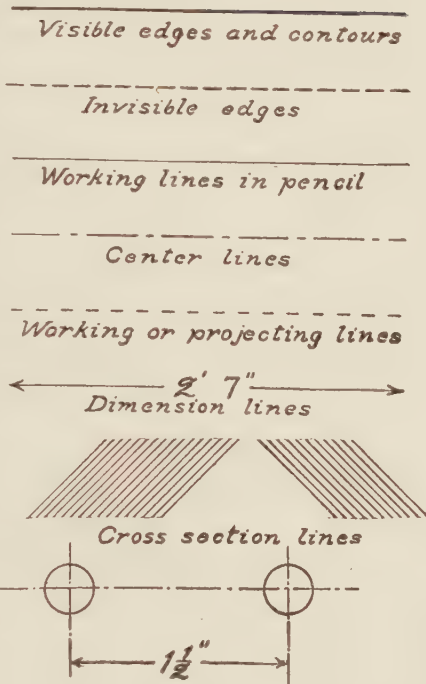 Visible edges and contours
Invisible edges
Working lines in pencil
Center lines
Working or projecting lines
2' 7"
Dimension lines
Cross section lines
1½"